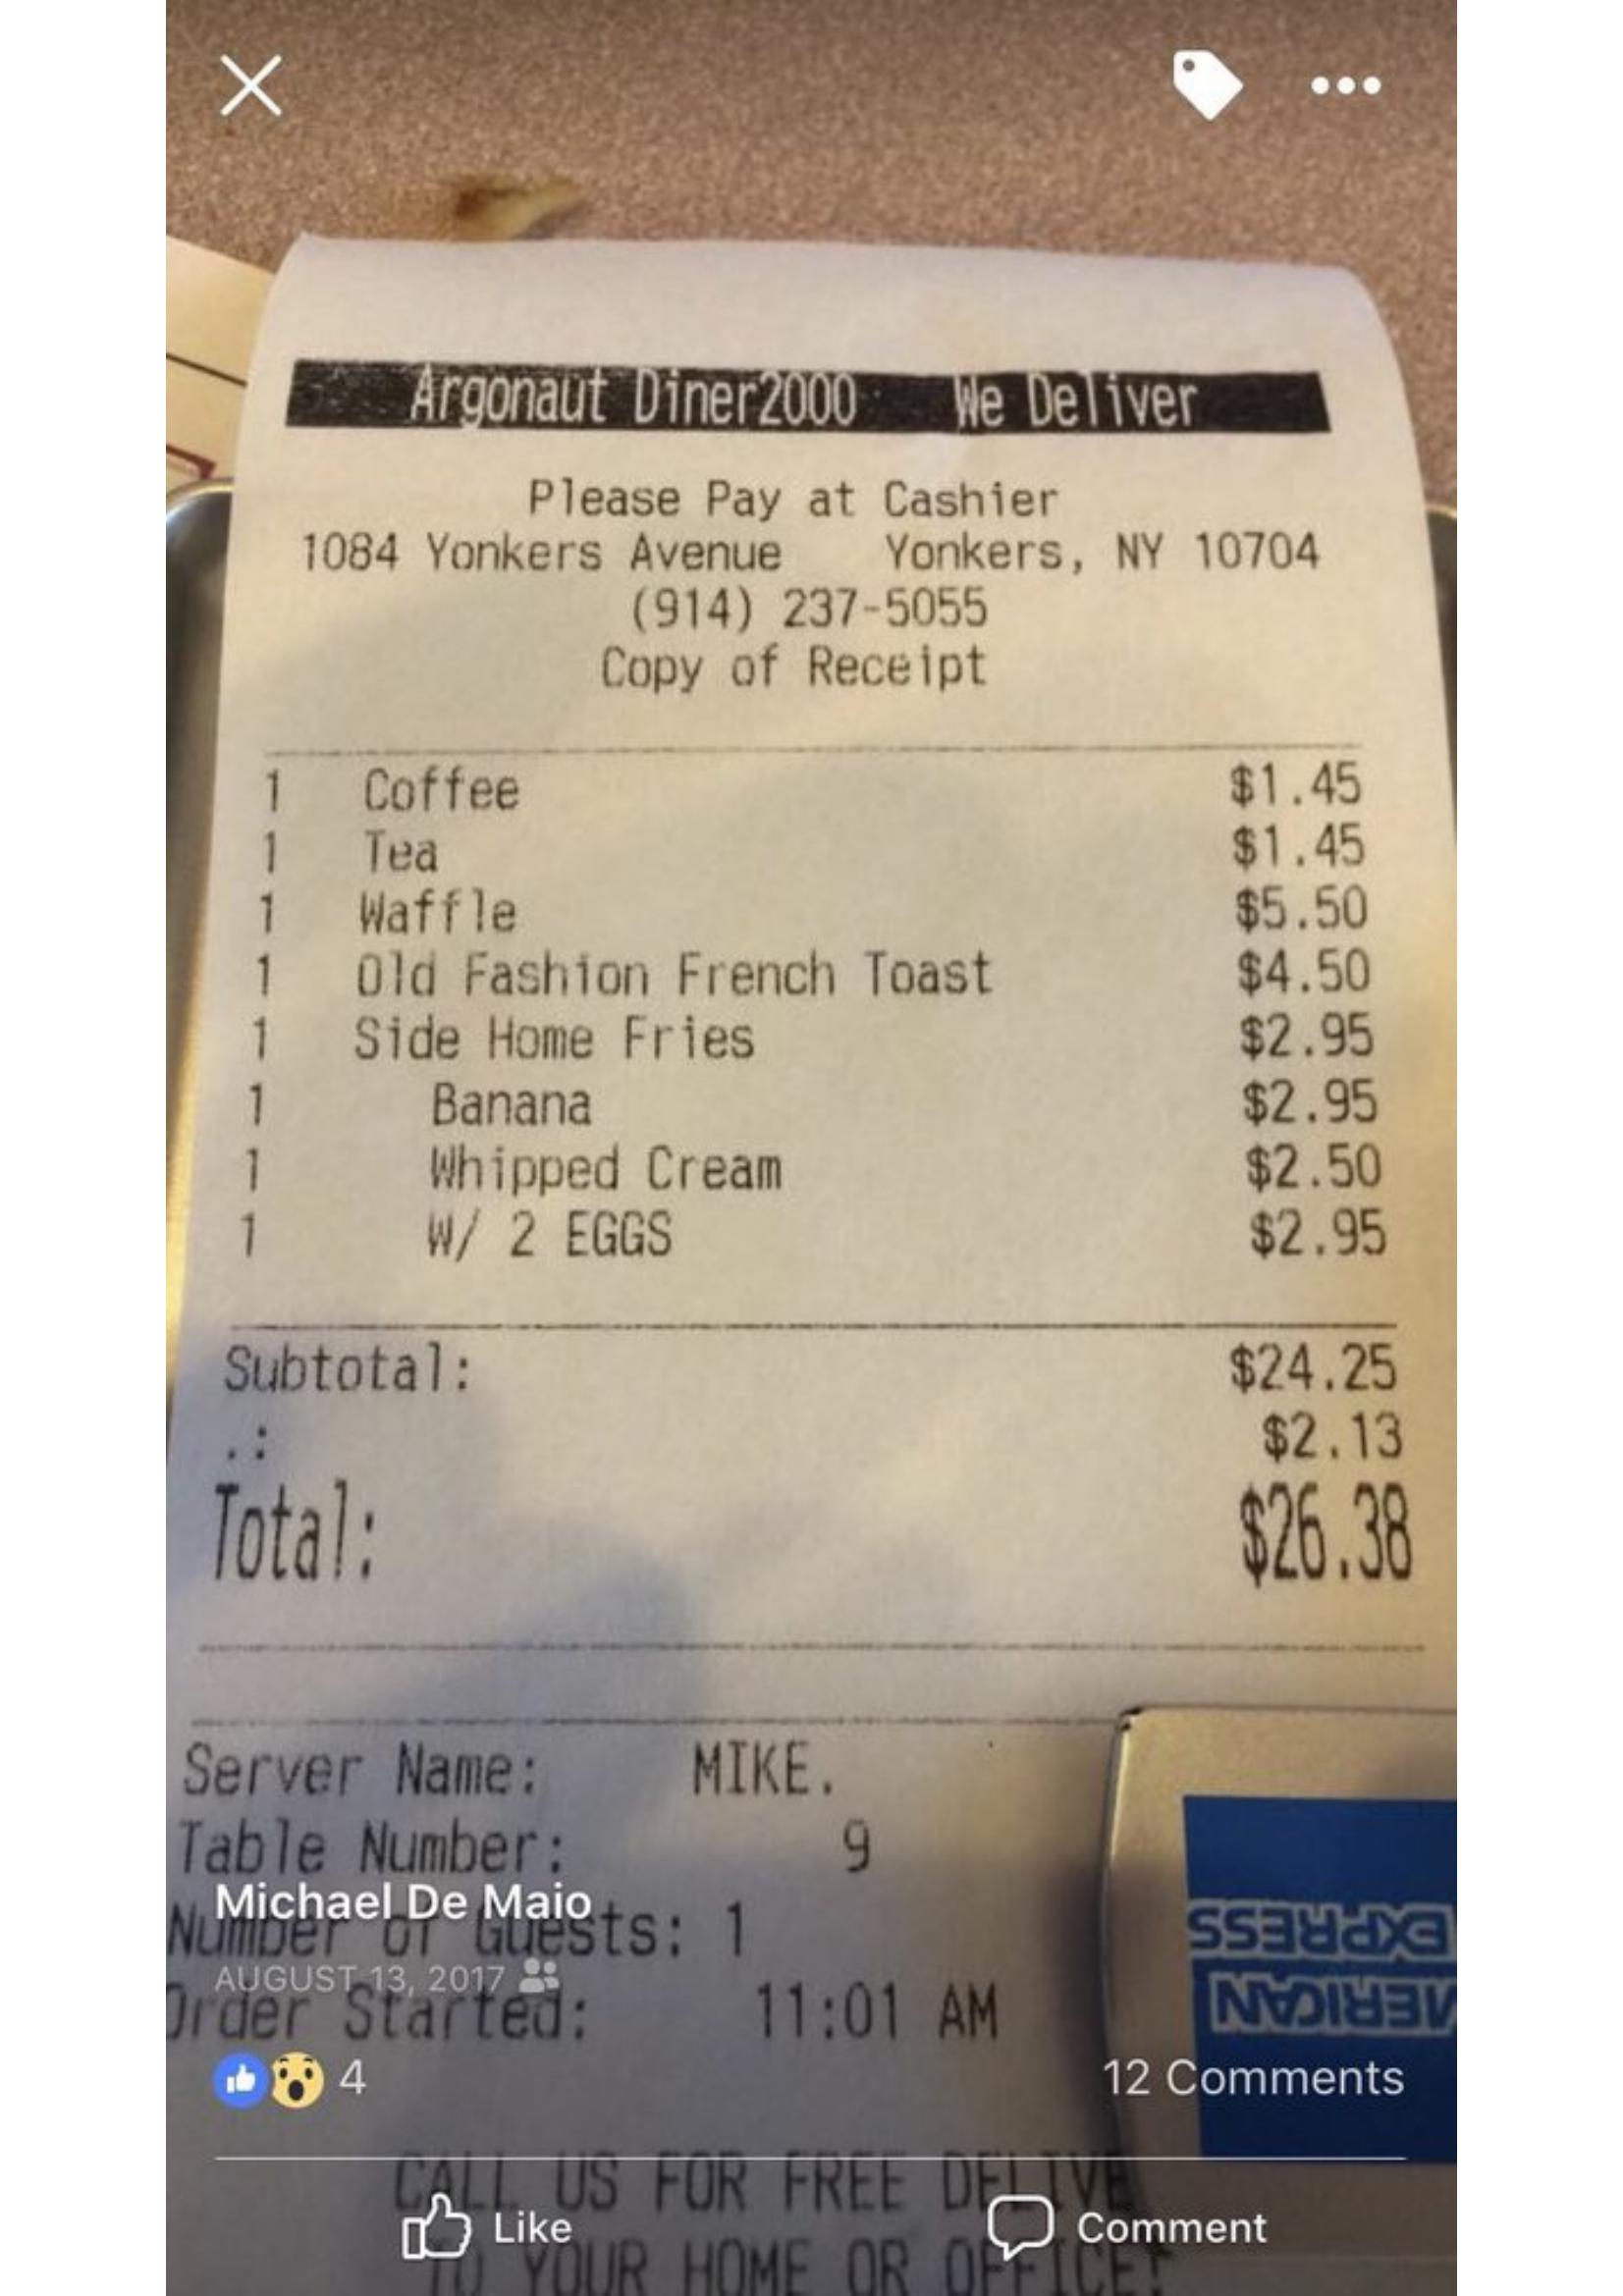 Argonaut Diner2000 We Deliver
Please Pay at Cashier
1084 Yonkers Avenue Yonkers, NY 10704
(914) 237-5055
Copy of Receipt
1 Coffee $1.45
1 Tea $1.45
1 Waffle $5.50
1 Old Fashion French Toast $4.50
1 Side Home Fries $2.95
1 Banana $2.95
1 Whipped Cream $2.50
1 W/ 2 EGGS $2.95
Subtotal: $24.25
.: $2.13
Total: $26.38
Server Name: MIKE.
Table Number: 9
Michael De Maio
Number of Guests: 1
AUGUST 13, 2017
Order Started: 11:01 AM
EXPRESS
MERICAN
4 12 Comments
CALL US FOR FREE DELIVE
Like Comment
TO YOUR HOME OR OFFICE!